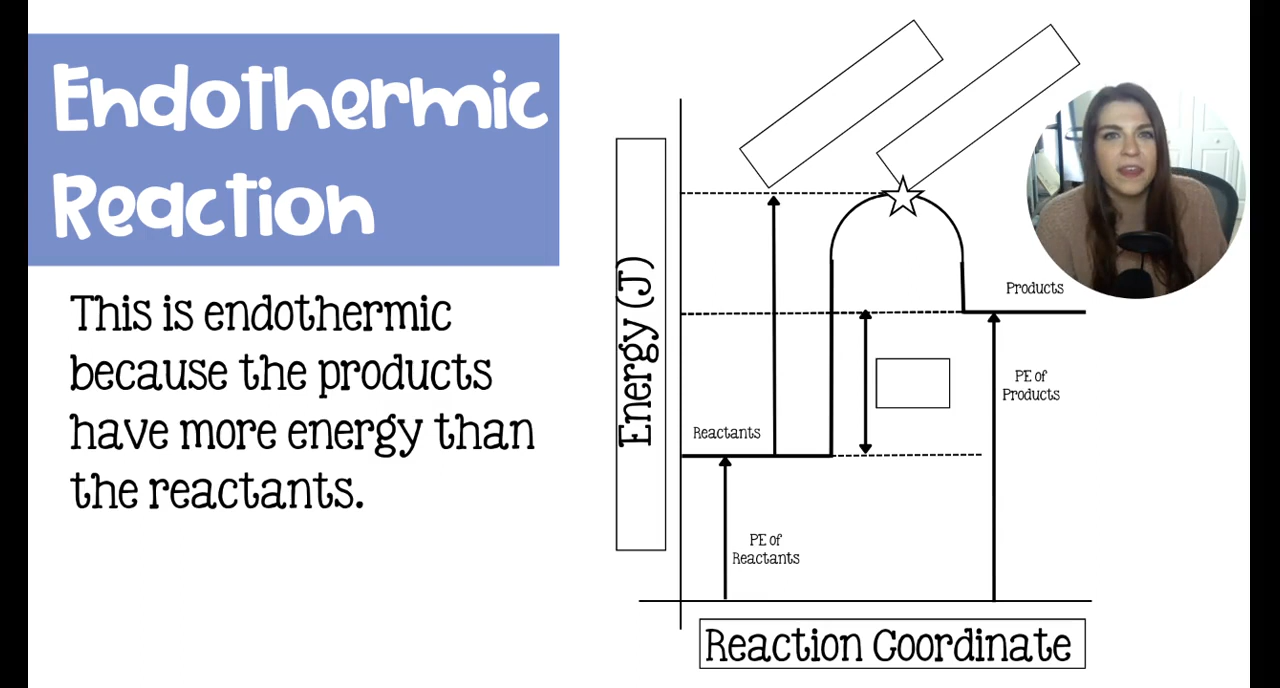 Endothermic
Reaction
This is endothermic
because the products
have more energy than
the reactants.
Energy (J)
Products
PE of
Products
Reactants
PE of
Reactants
Reaction Coordinate